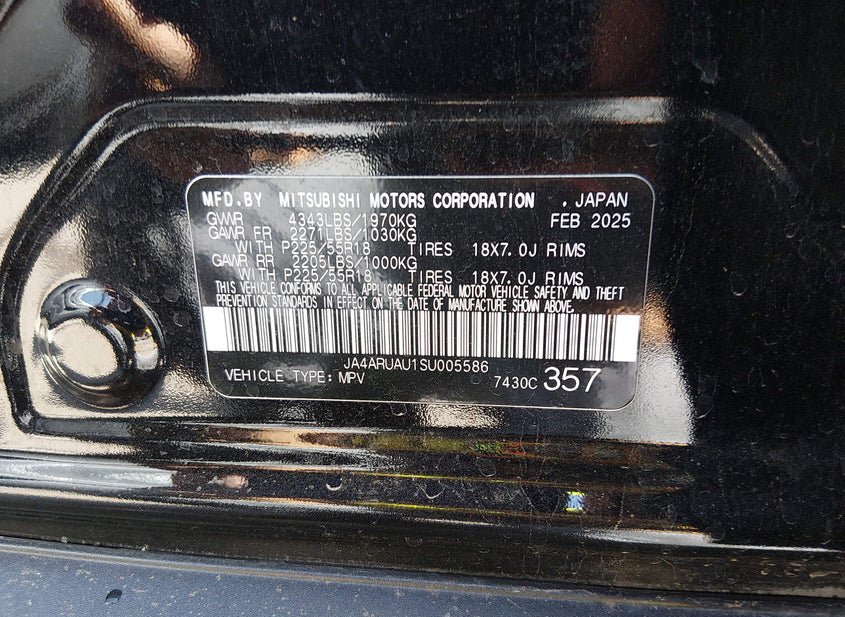 MFD.BY MITSUBISHI MOTORS CORPORATION . JAPAN
GWR 4343LBS/1970KG FEB 2025
GAWR FR 2271LBS/1030KG
WITH P225/55R18 TIRES 18X7.0J RIMS
GAWR RR 2205LBS/1000KG
WITH P225/55R18 TIRES 18X7.0J RIMS
THIS VEHICLE CONFORMS TO ALL APPLICABLE FEDERAL MOTOR VEHICLE SAFETY AND THEFT
PREVENTION STANDARDS IN EFFECT ON THE DATE OF MANUFACTURE SHOWN ABOVE.
JA4ARUAU1SU005586
VEHICLE TYPE: MPV 7430C 357